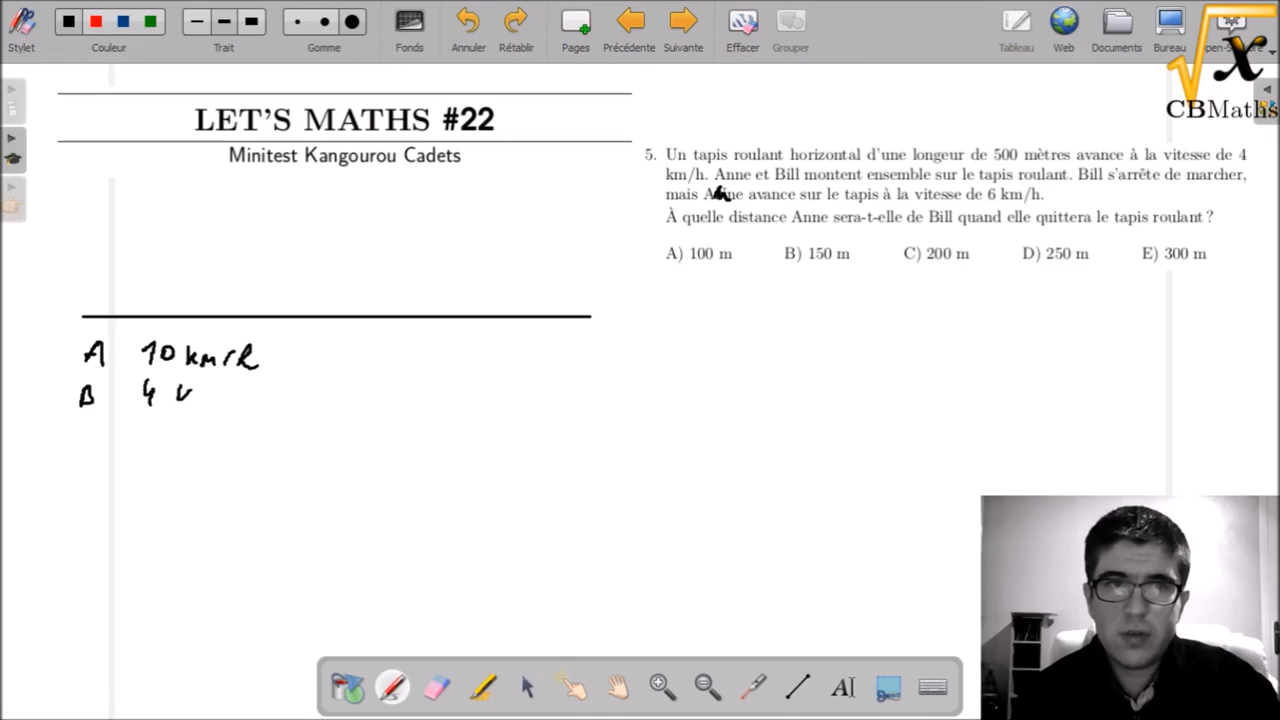 Stylet
Couleur
Trait
Gomme
Fonds
Annuler
Rétablir
Pages
Précédente
Suivante
Effacer
Grouper
Tableau
Web
Documents
Bureau
CBMaths
LET'S MATHS #22
Minitest Kangourou Cadets
5. Un tapis roulant horizontal d'une longeur de 500 mètres avance à la vitesse de 4
km/h. Anne et Bill montent ensemble sur le tapis roulant. Bill s'arrête de marcher,
mais Anne avance sur le tapis à la vitesse de 6 km/h.
À quelle distance Anne sera-t-elle de Bill quand elle quittera le tapis roulant ?
A) 100 m B) 150 m C) 200 m D) 250 m E) 300 m
A 10 km/h
B 4
AI